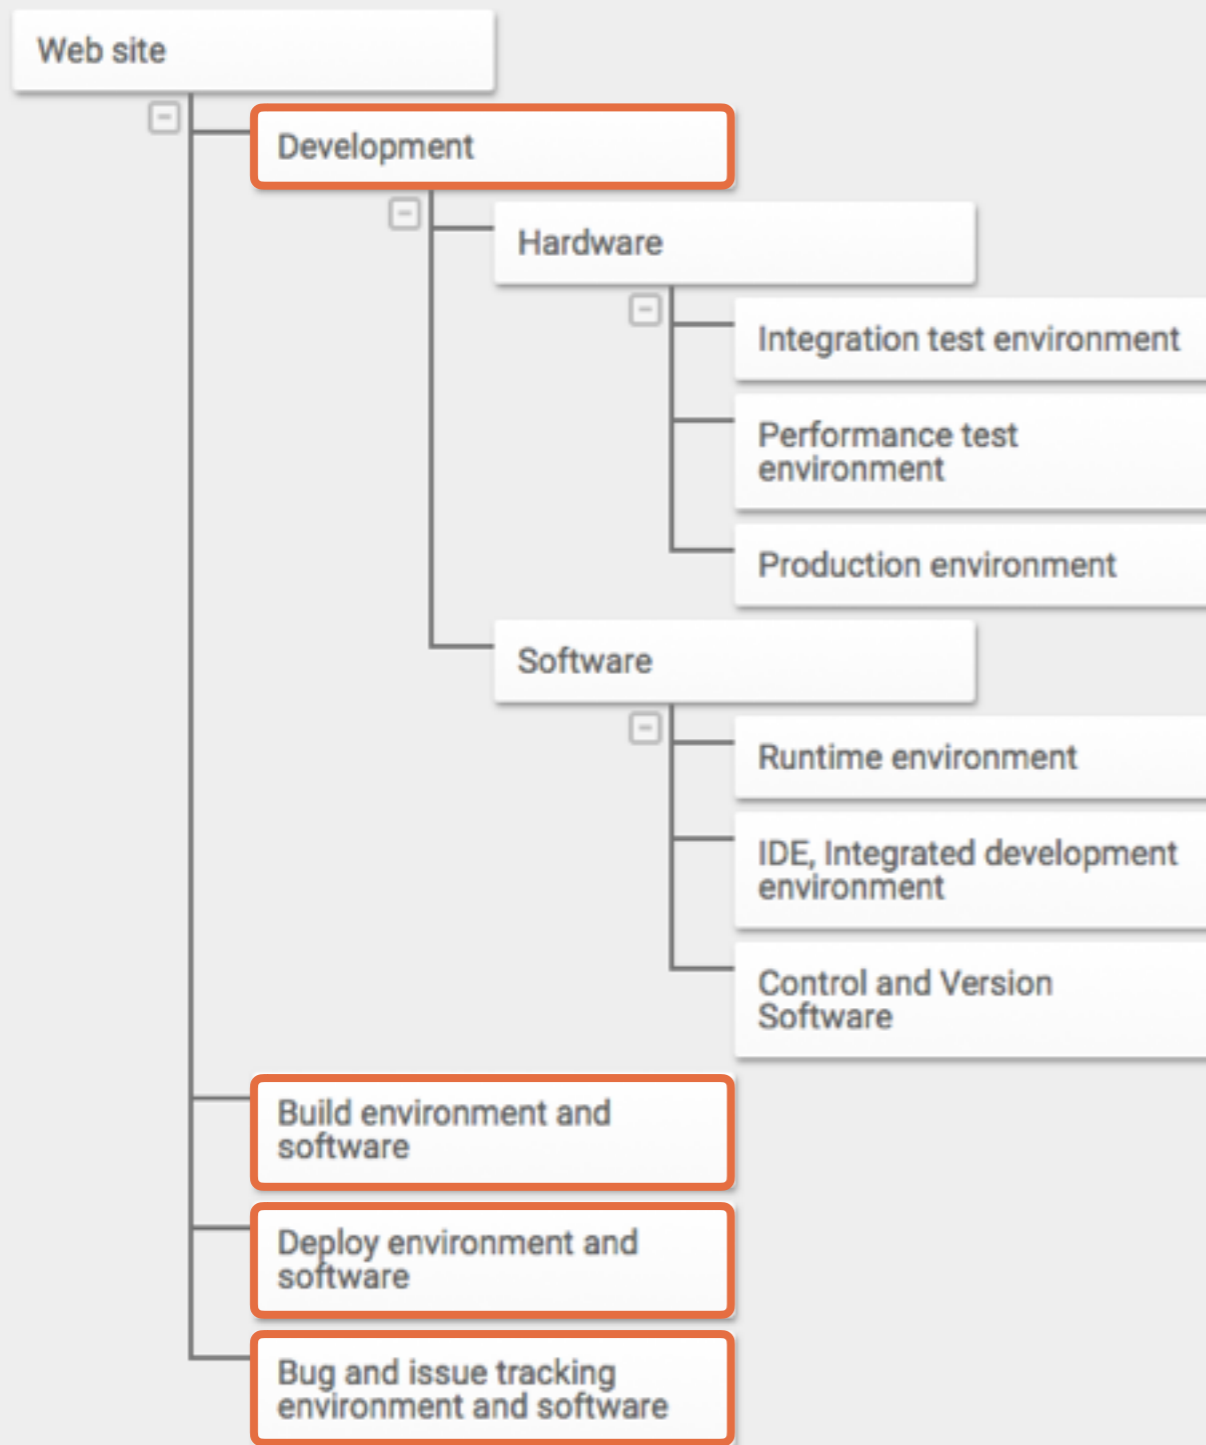 Web site
Development
Hardware
Integration test environment
Performance test
environment
Production environment
Software
Runtime environment
IDE, Integrated development
environment
Control and Version
Software
Build environment and
software
Deploy environment and
software
Bug and issue tracking
environment and software